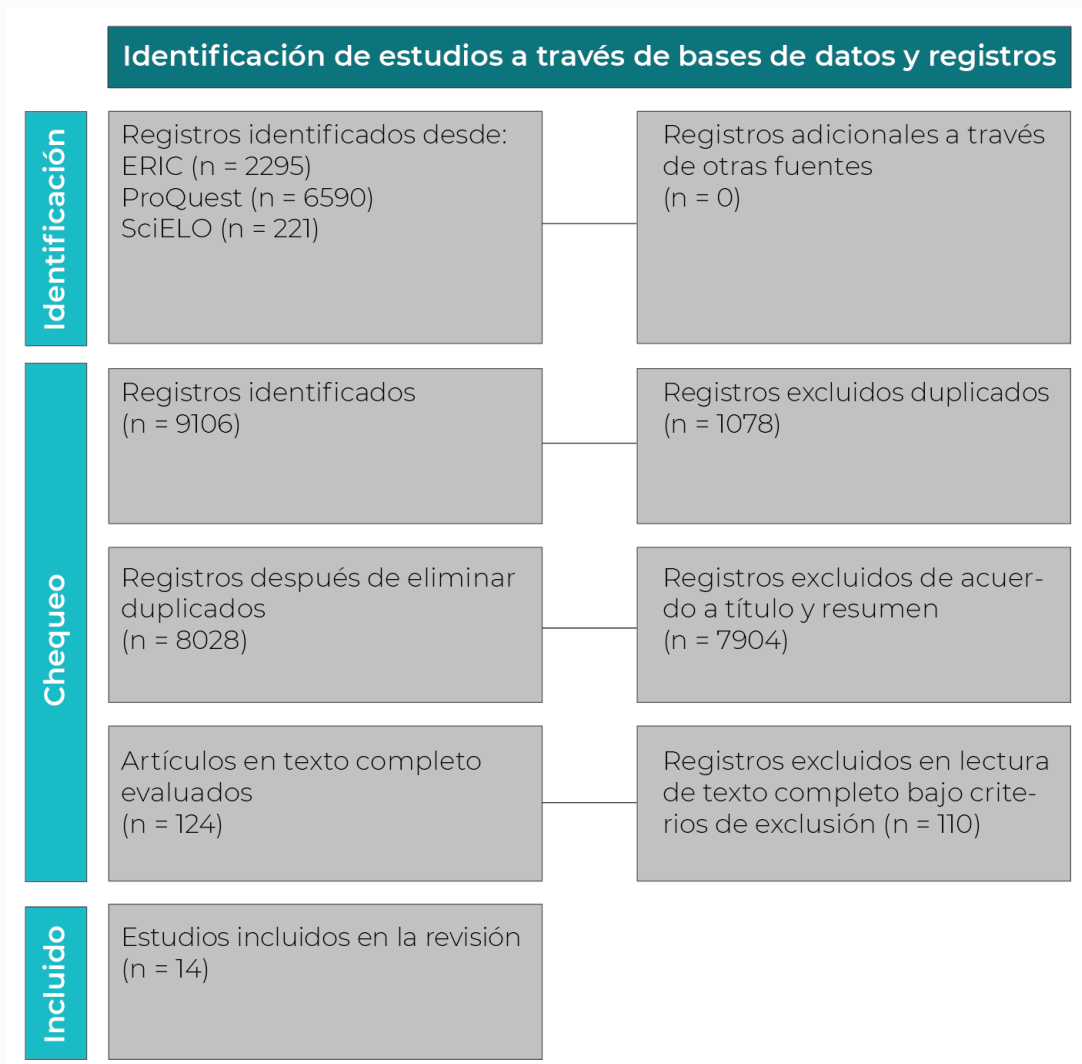 Identificación de estudios a través de bases de datos y registros
Identificación
Registros identificados desde:
ERIC (n = 2295)
ProQuest (n = 6590)
SciELO (n = 221)
Registros adicionales a través
de otras fuentes
(n = 0)
Chequeo
Registros identificados
(n = 9106)
Registros excluidos duplicados
(n = 1078)
Registros después de eliminar
duplicados
(n = 8028)
Registros excluidos de acuer-
do a título y resumen
(n = 7904)
Artículos en texto completo
evaluados
(n = 124)
Registros excluidos en lectura
de texto completo bajo crite-
rios de exclusión (n = 110)
Incluido
Estudios incluidos en la revisión
(n = 14)